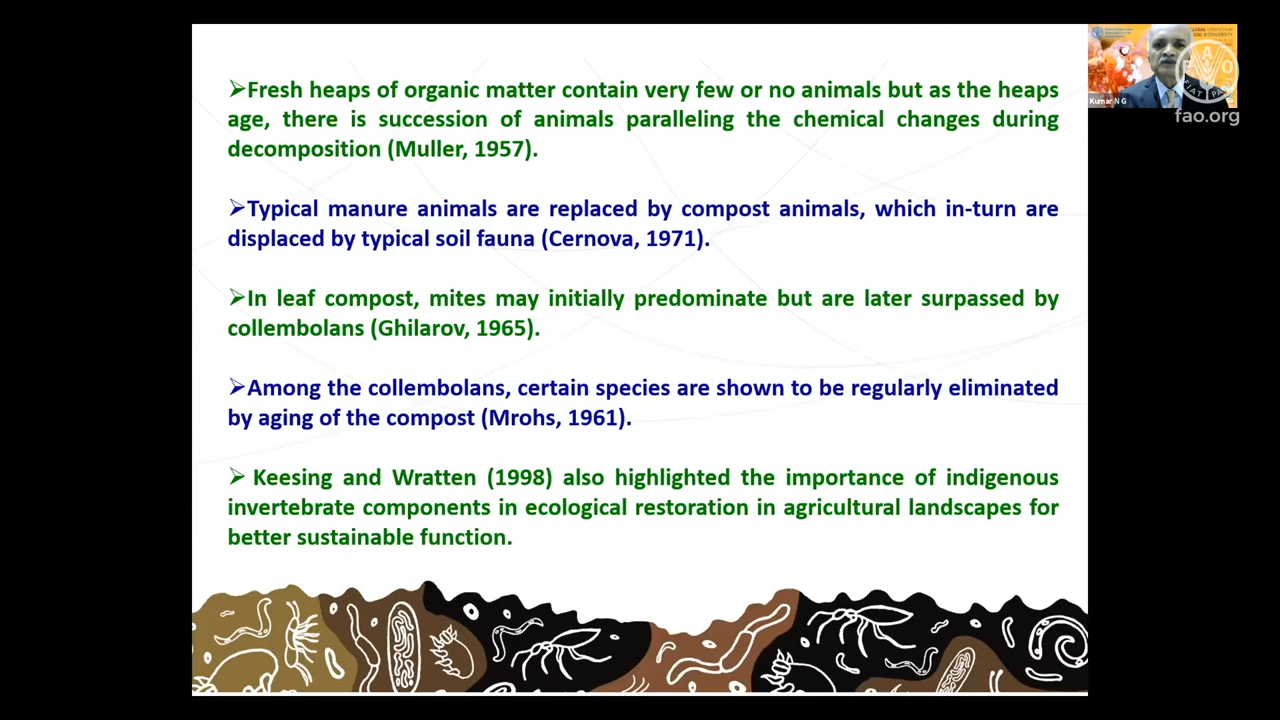 ➢Fresh heaps of organic matter contain very few or no animals but as the heaps
age, there is succession of animals paralleling the chemical changes during
decomposition (Muller, 1957).
➢Typical manure animals are replaced by compost animals, which in-turn are
displaced by typical soil fauna (Cernova, 1971).
➢In leaf compost, mites may initially predominate but are later surpassed by
collembolans (Ghilarov, 1965).
➢Among the collembolans, certain species are shown to be regularly eliminated
by aging of the compost (Mrohs, 1961).
➢ Keesing and Wratten (1998) also highlighted the importance of indigenous
invertebrate components in ecological restoration in agricultural landscapes for
better sustainable function.
Kumar N G
fao.org